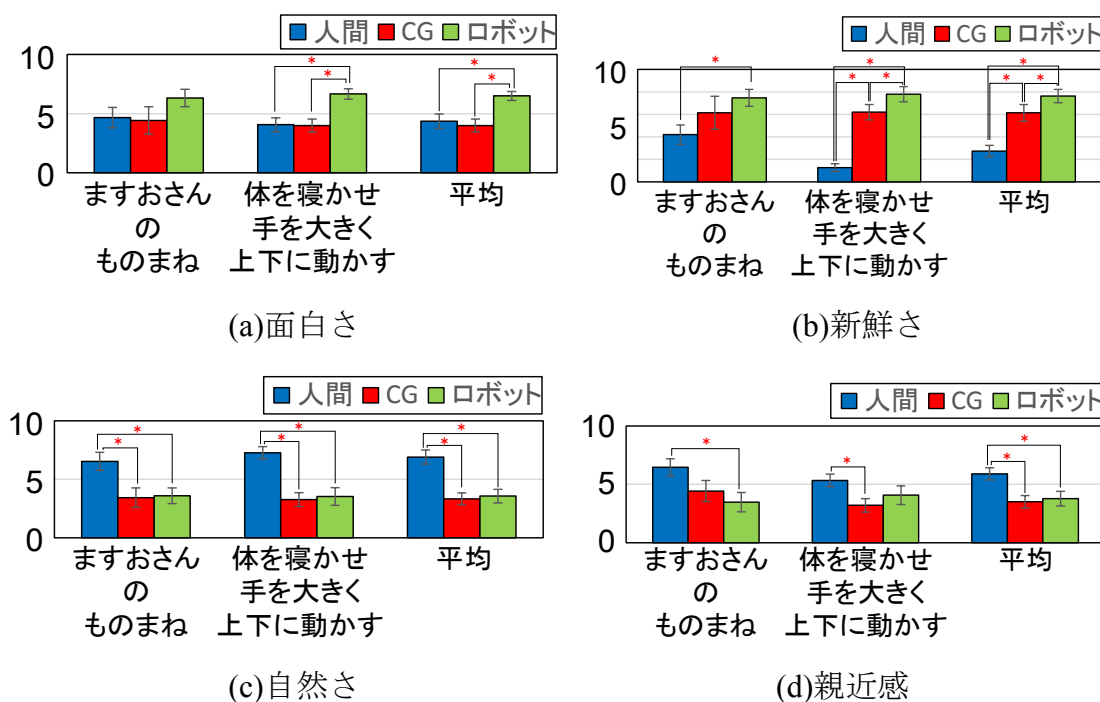 人間 CG ロボット
10
5
0
* * * *
ますおさん
の
ものまね
体を寝かせ
手を大きく
上下に動かす
平均
(a)面白さ
人間 CG ロボット
10
5
0
* * * * * * *
ますおさん
の
ものまね
体を寝かせ
手を大きく
上下に動かす
平均
(b)新鮮さ
人間 CG ロボット
10
5
0
* * * * * *
ますおさん
の
ものまね
体を寝かせ
手を大きく
上下に動かす
平均
(c)自然さ
人間 CG ロボット
10
5
0
* * * *
ますおさん
の
ものまね
体を寝かせ
手を大きく
上下に動かす
平均
(d)親近感